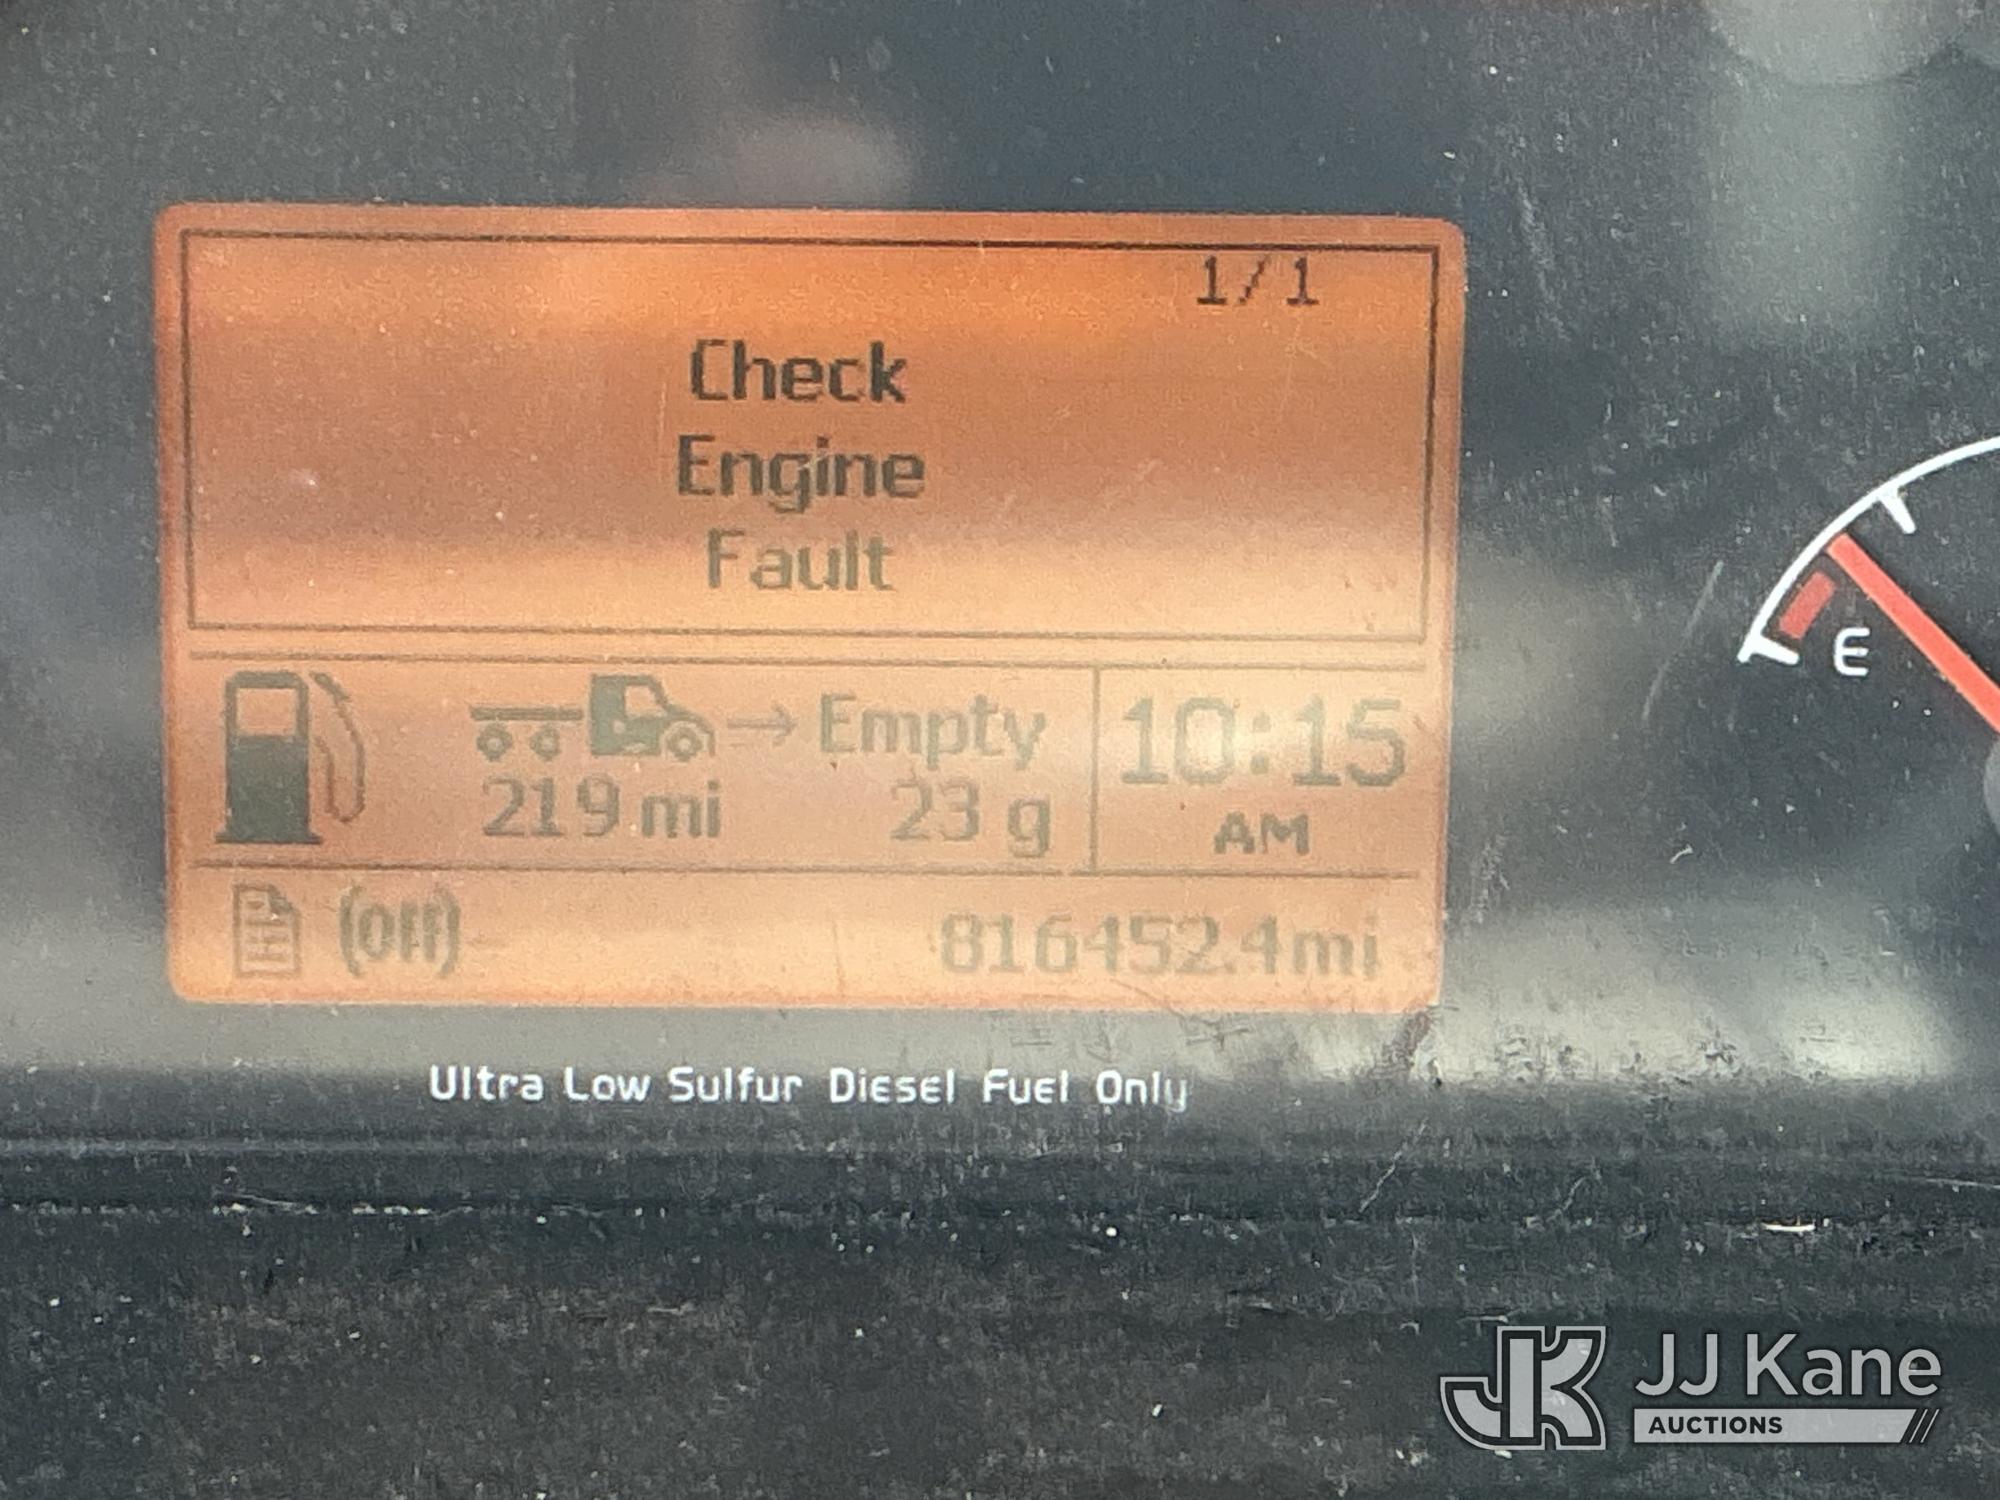 1/1
Check
Engine
Fault
Empty
10:15
219 mi
23 g
AM
(OFF)
816452.4mi
E
Ultra Low Sulfur Diesel Fuel Only
JK
JJ Kane
AUCTIONS